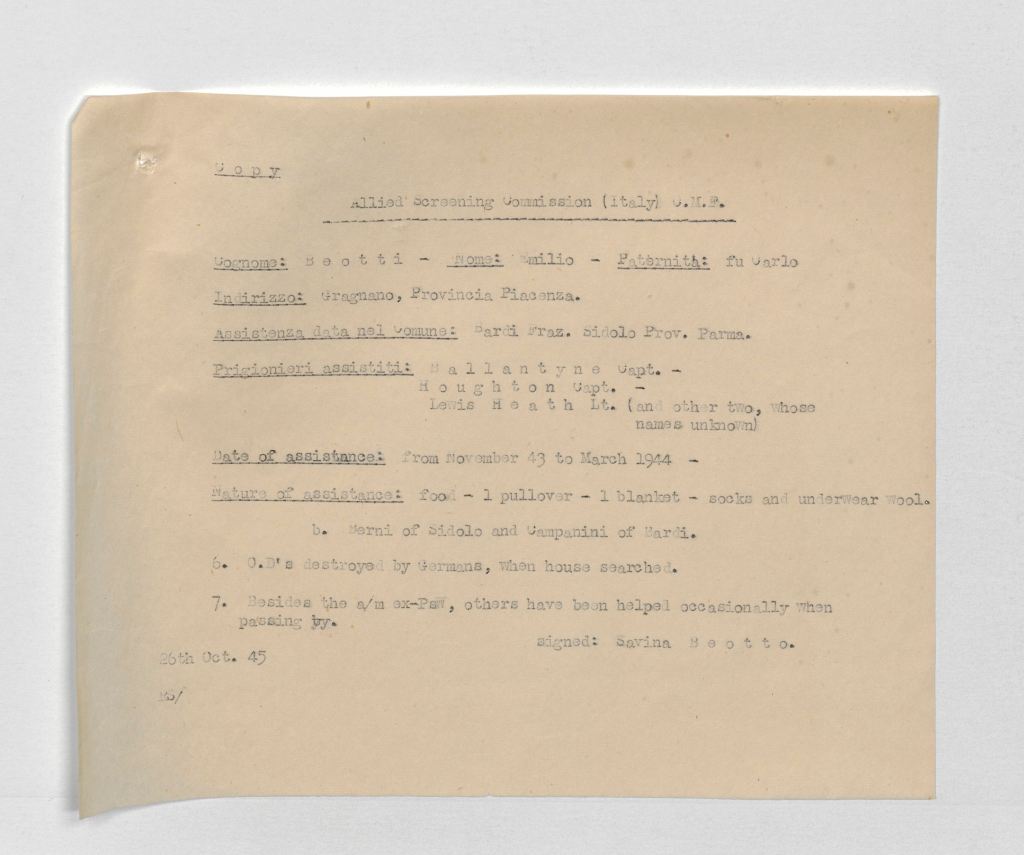 C o p y
Allied Screening Commission (Italy) C.M.F.
Cognome: B e o t t i - Nome: Emilio - Paternità: fu Carlo
Indirizzo: Gragnano, Provincia Piacenza.
Assistenza data nel Comune: Bardi Fraz. Sidolo Prov. Parma.
Prigionieri assistiti: B a l l a n t y n e Capt. -
H o u g h t o n Capt. -
Lewis H e a t h Lt. (and other two, whose
names unknown)
Date of assistance: from November 43 to March 1944 -
Nature of assistance: food - 1 pullover - 1 blanket - socks and underwear wool.
b. Berni of Sidolo and Campanini of Bardi.
6. C.D's destroyed by Germans, when house searched.
7. Besides the a/m ex-PsW, others have been helped occasionally when
passing by.
signed: Savina B e o t t o.
26th Oct. 45